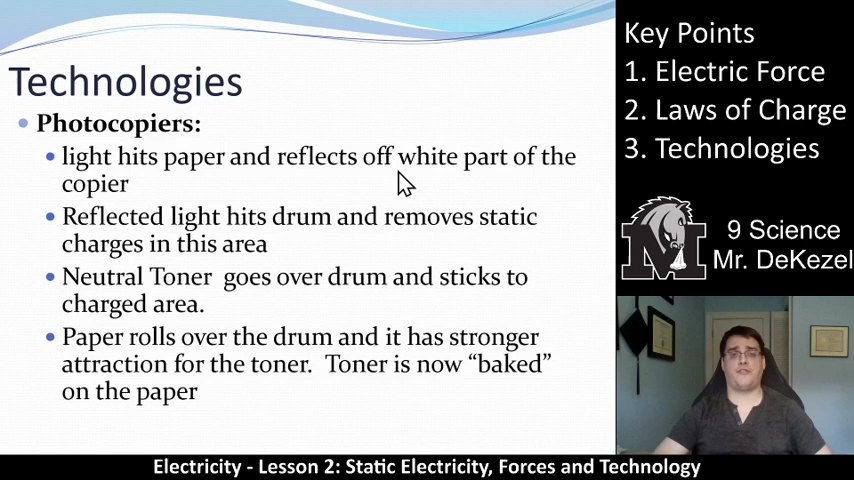 Technologies
Photocopiers:
light hits paper and reflects off white part of the
copier
Reflected light hits drum and removes static
charges in this area
Neutral Toner goes over drum and sticks to
charged area.
Paper rolls over the drum and it has stronger
attraction for the toner. Toner is now “baked”
on the paper
Key Points
1. Electric Force
2. Laws of Charge
3. Technologies
M
9 Science
Mr. DeKezel
Electricity - Lesson 2: Static Electricity, Forces and Technology